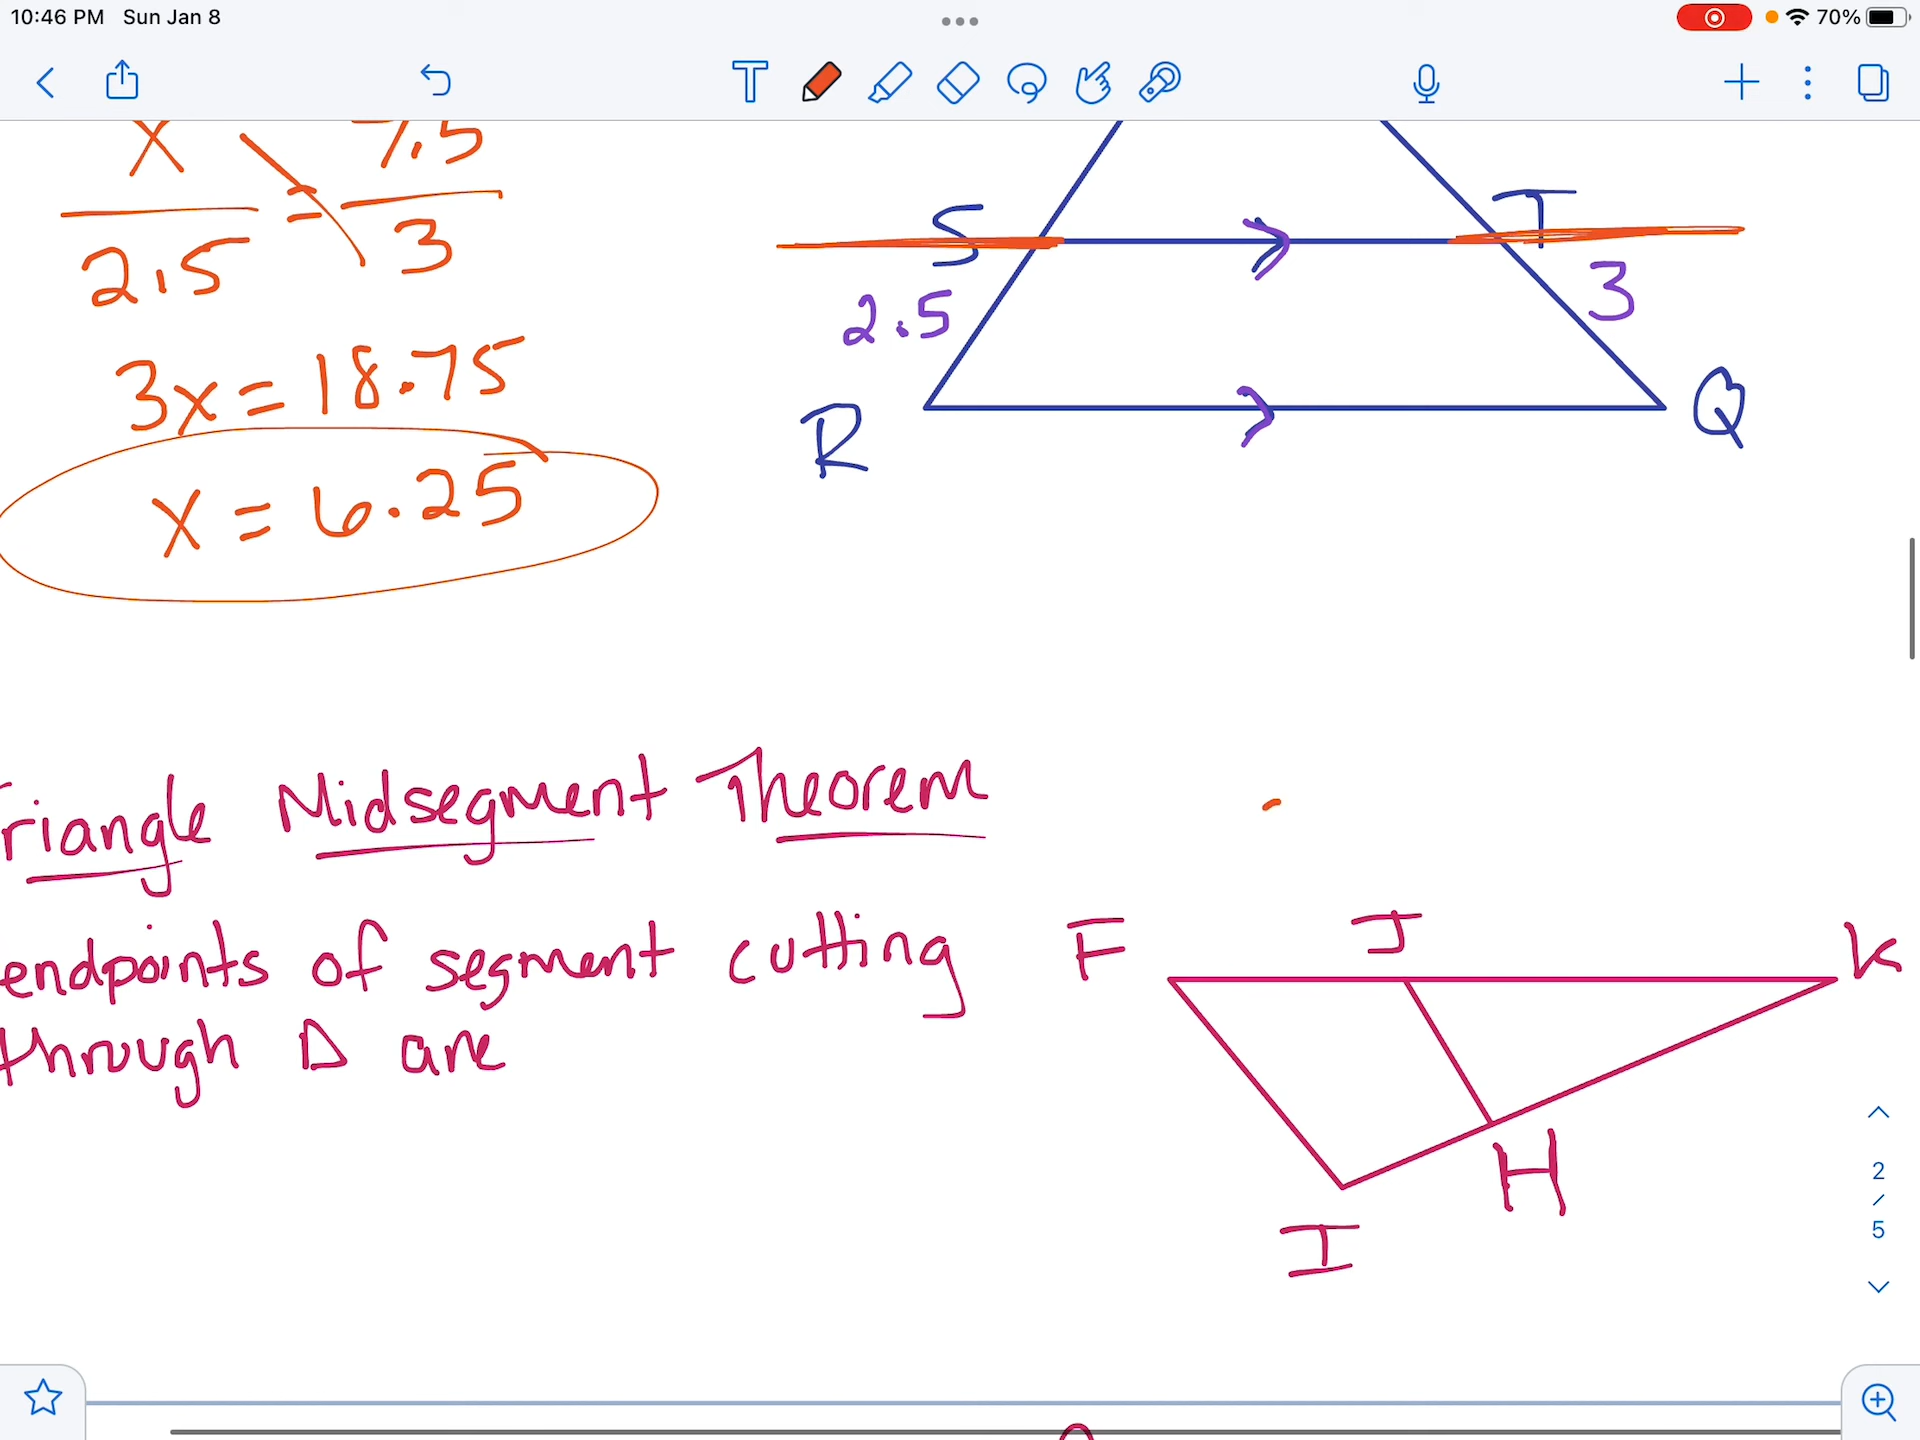 10:46 PM Sun Jan 8
70%
x
7.5
=
2.5
3
3x = 18.75
x = 6.25
S
T
2.5
3
R
Q
Triangle Midsegment Theorem
endpoints of segment cutting
through Δ are
F
J
K
H
I
2
/
5